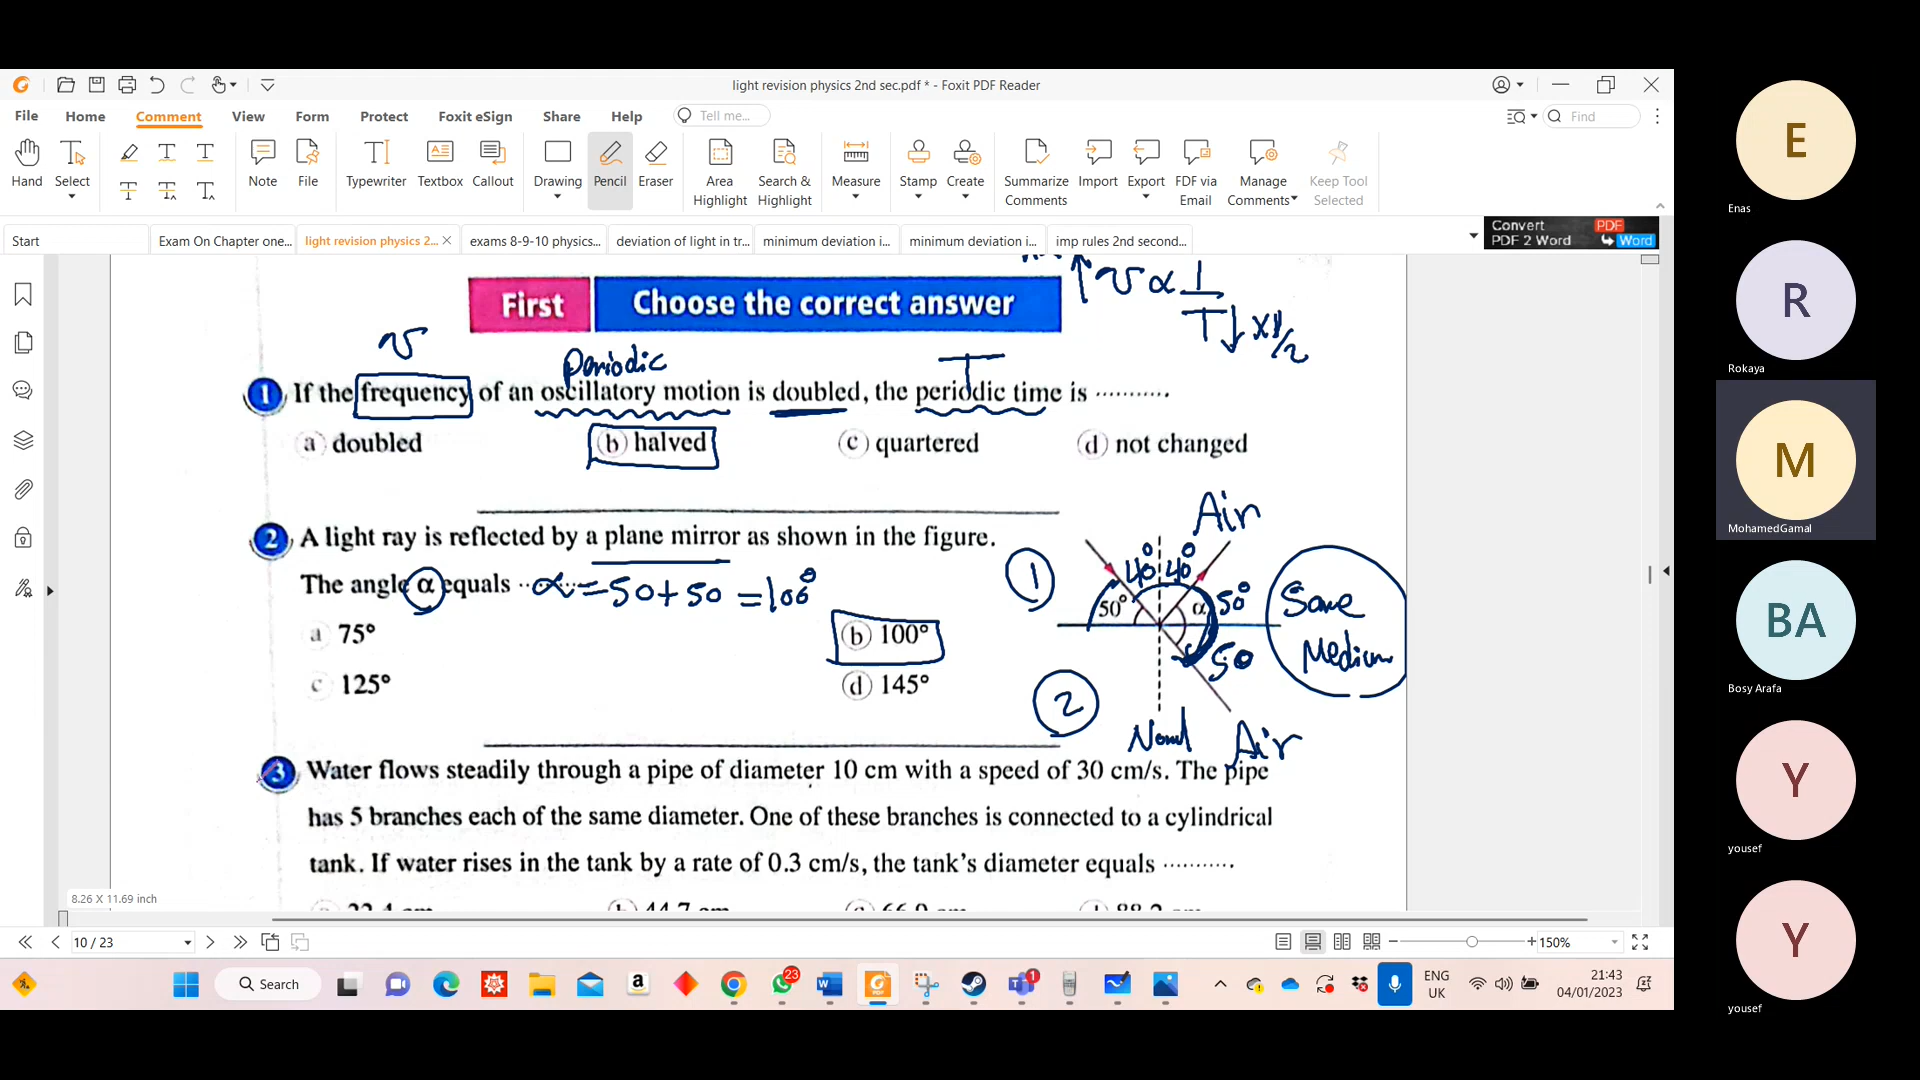 light revision physics 2nd sec.pdf * - Foxit PDF Reader
File Home Comment View Form Protect Foxit eSign Share Help Tell me... Find
Hand Select Note File Typewriter Textbox Callout Drawing Pencil Eraser Area Highlight Search & Highlight Measure Stamp Create Summarize Comments Import Export FDF via Email Manage Comments Keep Tool Selected
Start Exam On Chapter one... light revision physics 2... exams 8-9-10 physics... deviation of light in tr... minimum deviation i... minimum deviation i... imp rules 2nd second...
Convert PDF
PDF 2 Word Word
First Choose the correct answer
↑ν∝1/T↓ x1/2
ν
Periodic
T
1 If the frequency of an oscillatory motion is doubled, the periodic time is ··········
a doubled b halved c quartered d not changed
2 A light ray is reflected by a plane mirror as shown in the figure.
The angle α equals ·········· α = 50 + 50 = 100°
a 75° b 100°
c 125° d 145°
Air
1
40° 40°
50° α 50°
50
Same
Medium
2
Air
3 Water flows steadily through a pipe of diameter 10 cm with a speed of 30 cm/s. The pipe
has 5 branches each of the same diameter. One of these branches is connected to a cylindrical
tank. If water rises in the tank by a rate of 0.3 cm/s, the tank's diameter equals ··········
8.26 X 11.69 inch
10 / 23
150%
Search
23
1
ENG
UK
21:43
04/01/2023
E
Enas
R
Rokaya
M
MohamedGamal
BA
Bosy Arafa
Y
yousef
Y
yousef